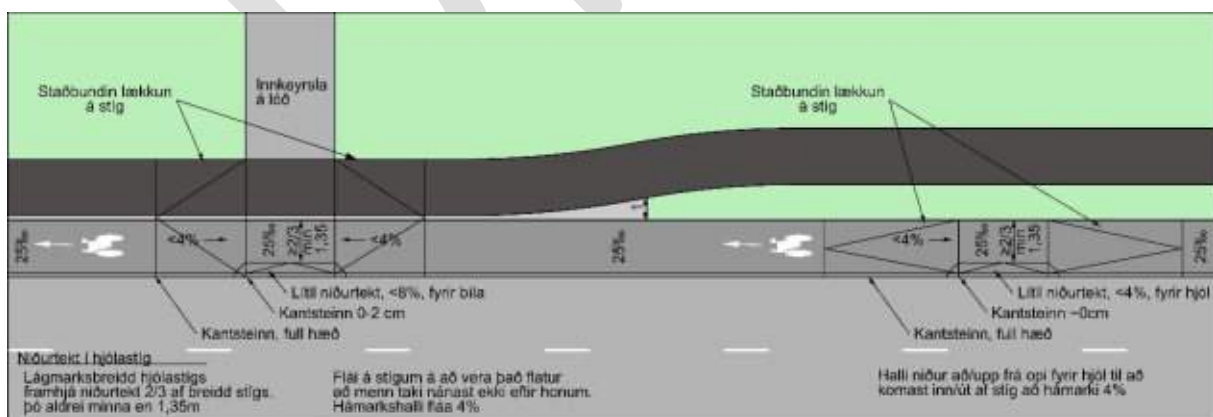 Staðbundin lækkun
á stíg
Innkeyrsla
á lóð
Staðbundin lækkun
á stíg
25‰
<4%
25‰
≥2/3
min
1,35
<4%
25‰
<4%
25‰
≥2/3
min
1,35
25‰
Lítil niðurtekt, <8%, fyrir bíla
Kantsteinn 0-2 cm
Kantsteinn, full hæð
Lítil niðurtekt, <4%, fyrir hjól
Kantsteinn ~0cm
Kantsteinn, full hæð
Niðurtekt í hjólastíg
Lágmarksbreidd hjólastígs
framhjá niðurtekt 2/3 af breidd stígs.
þó aldrei minna en 1,35m
Flái á stígum á að vera það flatur
að menn taki nánast ekki eftir honum.
Hámarkshalli fláa 4%
Halli niður að/upp frá opi fyrir hjól til að
komast inn/út af stíg að hámarki 4%